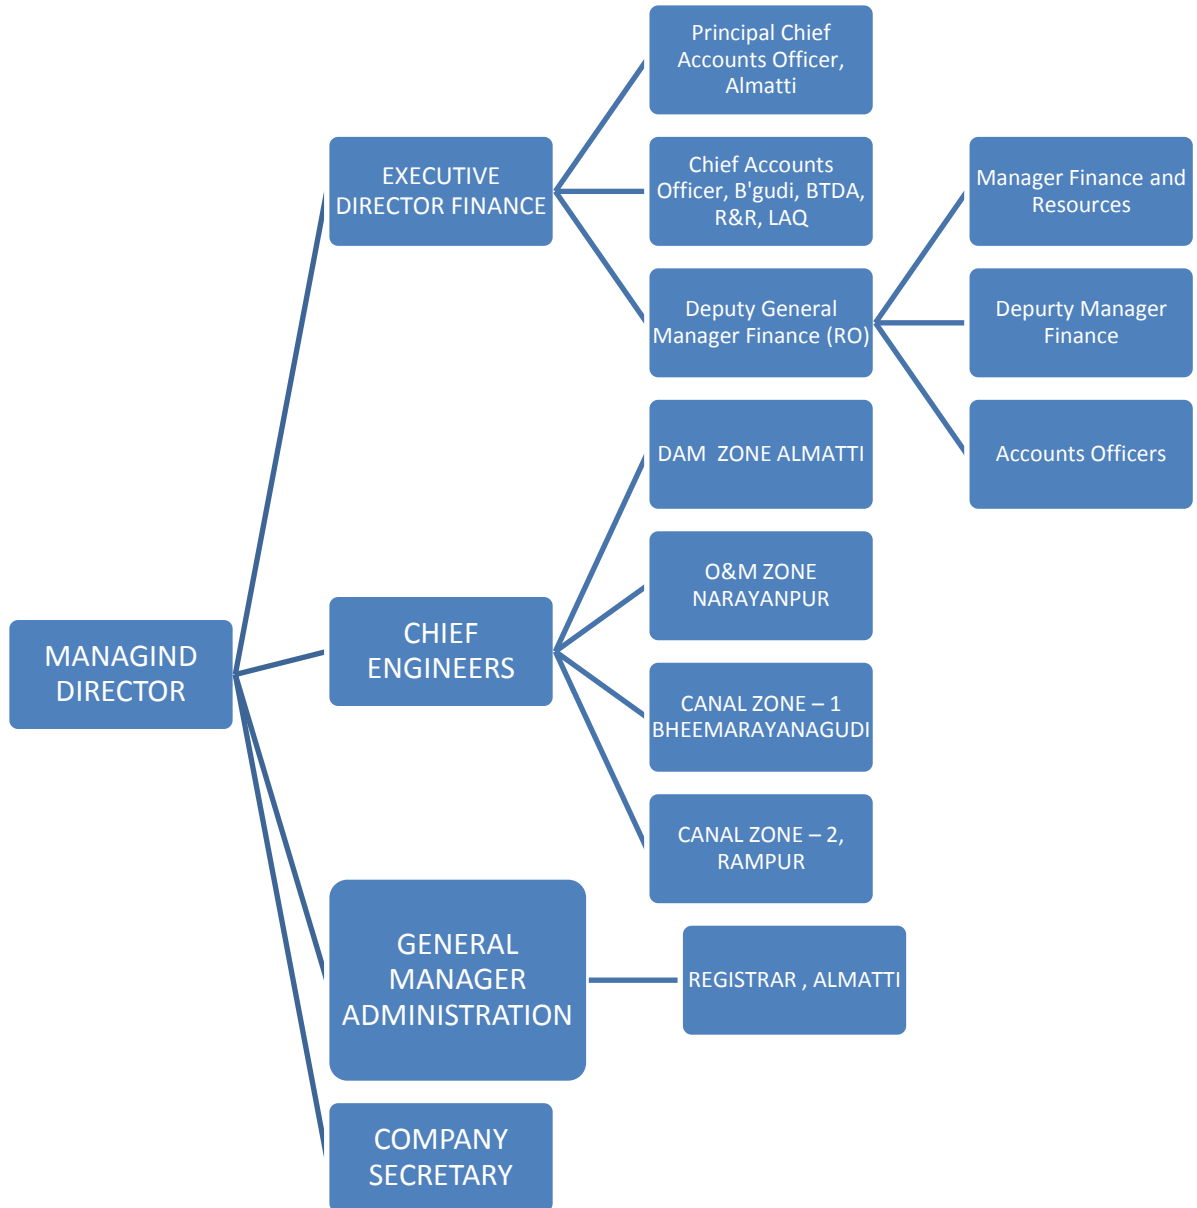 Principal Chief
Accounts Officer,
Almatti
EXECUTIVE
DIRECTOR FINANCE
Chief Accounts
Officer, B'gudi, BTDA,
R&R, LAQ
Manager Finance and
Resources
Deputy General
Manager Finance (RO)
Depurty Manager
Finance
Accounts Officers
DAM  ZONE ALMATTI
O&M ZONE
NARAYANPUR
MANAGIND
DIRECTOR
CHIEF
ENGINEERS
CANAL ZONE – 1
BHEEMARAYANAGUDI
CANAL ZONE – 2,
RAMPUR
GENERAL
MANAGER
ADMINISTRATION
REGISTRAR , ALMATTI
COMPANY
SECRETARY